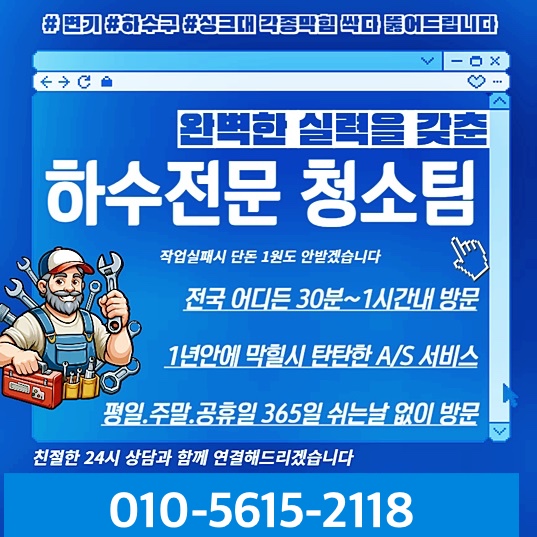 # 변기 #하수구 #싱크대 각종막힘 싹다 뚫어드립니다
완벽한 실력을 갖춘
하수전문 청소팀
작업실패시 단돈 1원도 안받겠습니다
전국 어디든 30분~1시간내 방문
1년안에 막힐시 탄탄한 A/S 서비스
평일.주말.공휴일 365일 쉬는날 없이 방문
친절한 24시 상담과 함께 연결해드리겠습니다
010-5615-2118